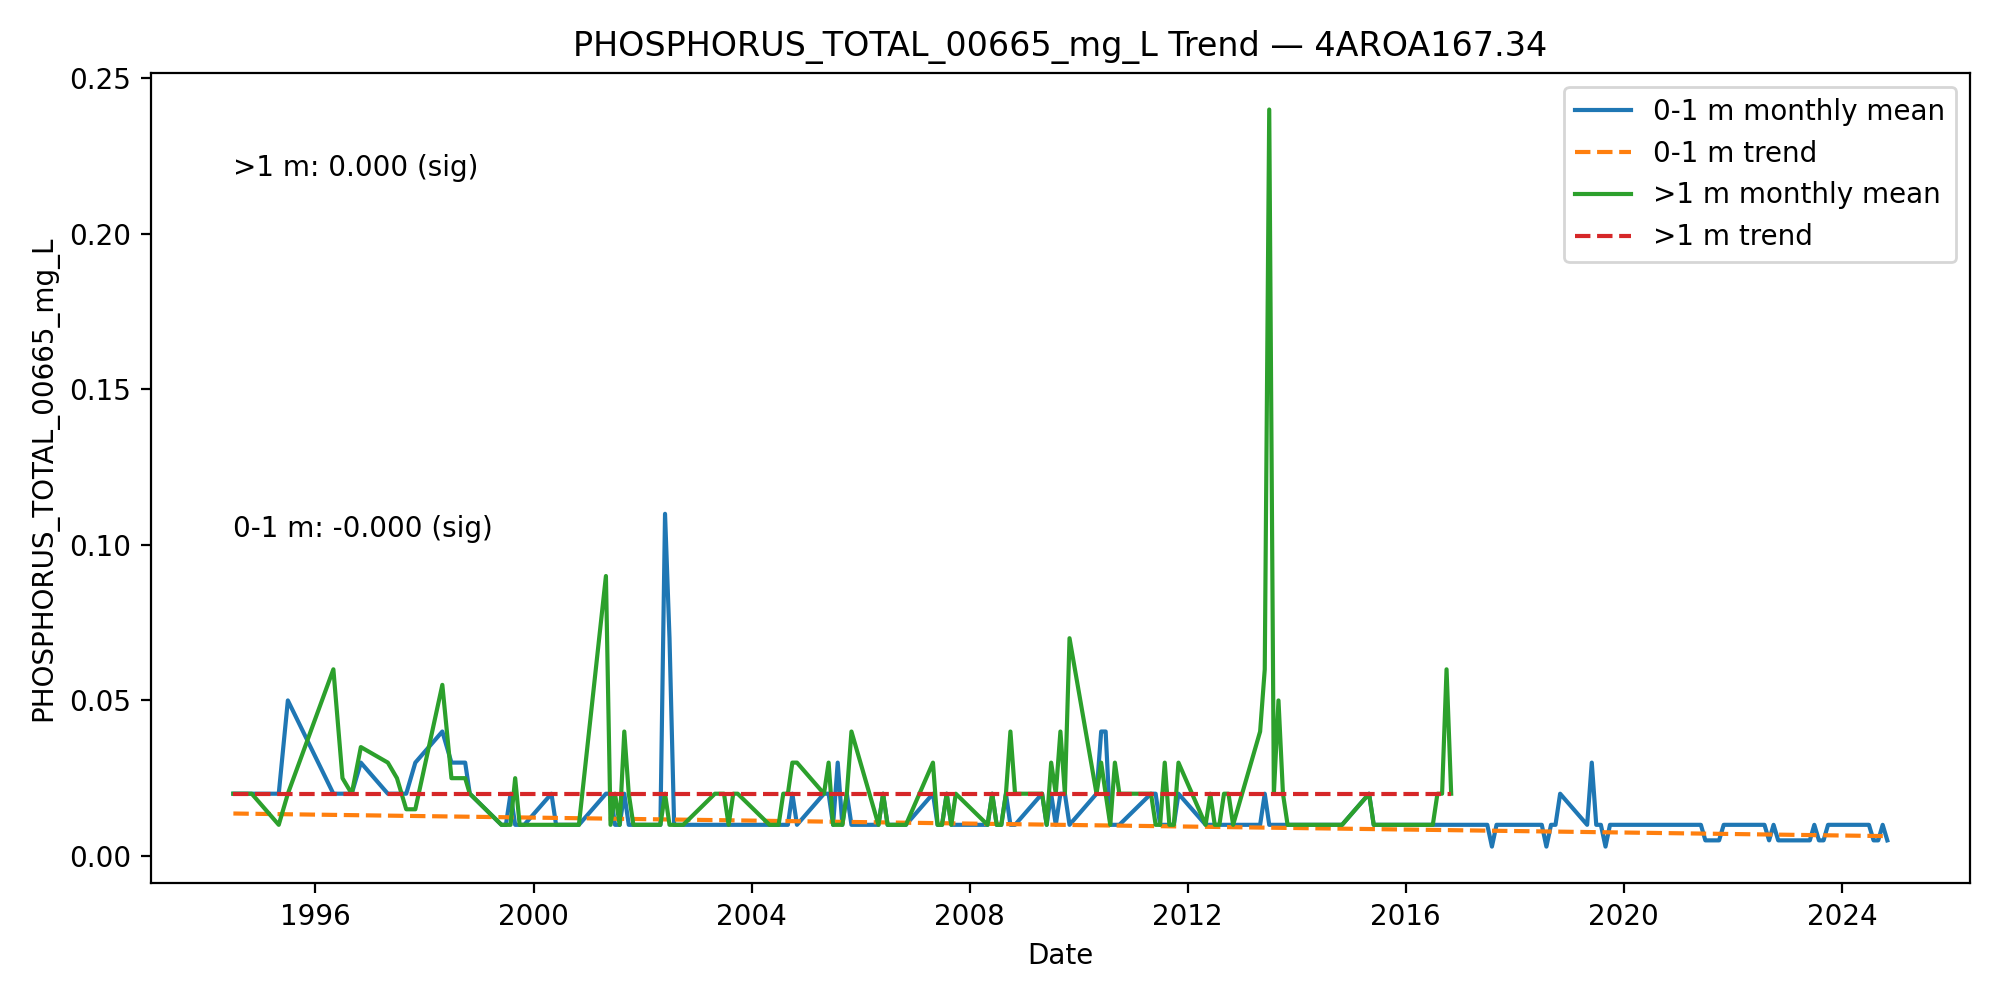 PHOSPHORUS_TOTAL_00665_mg_L Trend — 4AROA167.34
PHOSPHORUS_TOTAL_00665_mg_L
0.25
0.20
0.15
0.10
0.05
0.00
>1 m: 0.000 (sig)
0-1 m: -0.000 (sig)
0-1 m monthly mean
0-1 m trend
>1 m monthly mean
>1 m trend
1996
2000
2004
2008
2012
2016
2020
2024
Date